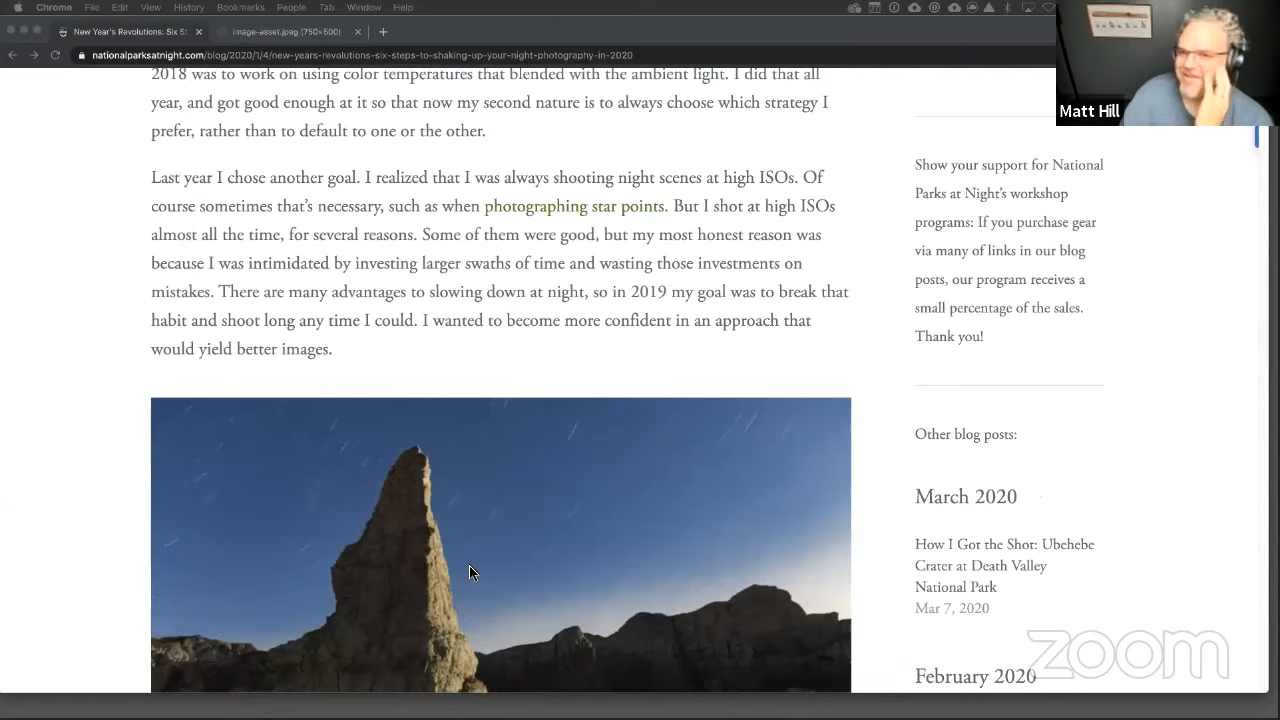 Chrome File Edit View History Bookmarks People Tab Window Help
New Year's Revolutions: Six St
image-asset.jpeg (750×500)
nationalparksatnight.com/blog/2020/1/4/new-years-revolutions-six-steps-to-shaking-up-your-night-photography-in-2020
Matt Hill
2018 was to work on using color temperatures that blended with the ambient light. I did that all
year, and got good enough at it so that now my second nature is to always choose which strategy I
prefer, rather than to default to one or the other.
Last year I chose another goal. I realized that I was always shooting night scenes at high ISOs. Of
course sometimes that's necessary, such as when photographing star points. But I shot at high ISOs
almost all the time, for several reasons. Some of them were good, but my most honest reason was
because I was intimidated by investing larger swaths of time and wasting those investments on
mistakes. There are many advantages to slowing down at night, so in 2019 my goal was to break that
habit and shoot long any time I could. I wanted to become more confident in an approach that
would yield better images.
Show your support for National
Parks at Night's workshop
programs: If you purchase gear
via many of links in our blog
posts, our program receives a
small percentage of the sales.
Thank you!
Other blog posts:
March 2020
How I Got the Shot: Ubehebe
Crater at Death Valley
National Park
Mar 7, 2020
February 2020
zoom